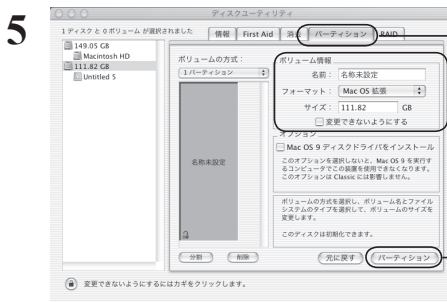 5
ディスクユーティリティ
1 ディスク と 0 ボリューム が選択されました
149.05 GB
Macintosh HD
111.82 GB
Untitled 5
情報 First Aid 消去 パーティション RAID
ボリュームの方式：
1 パーティション
名称未設定
分割 削除
ボリューム情報
名前： 名称未設定
フォーマット： Mac OS 拡張
サイズ： 111.82 GB
変更できないようにする
オプション
Mac OS 9 ディスクドライバをインストール
このオプションを選択しないと、Mac OS 9 を実行するコンピュータでこの装置を使用できなくなります。
このオプションは Classic には影響しません。
ボリュームの方式を選択し、ボリューム名とファイル
システムのタイプを選択して、ボリュームのサイズを
変更します。
このディスクは初期化できます。
元に戻す パーティション
変更できないようにするにはカギをクリックします。